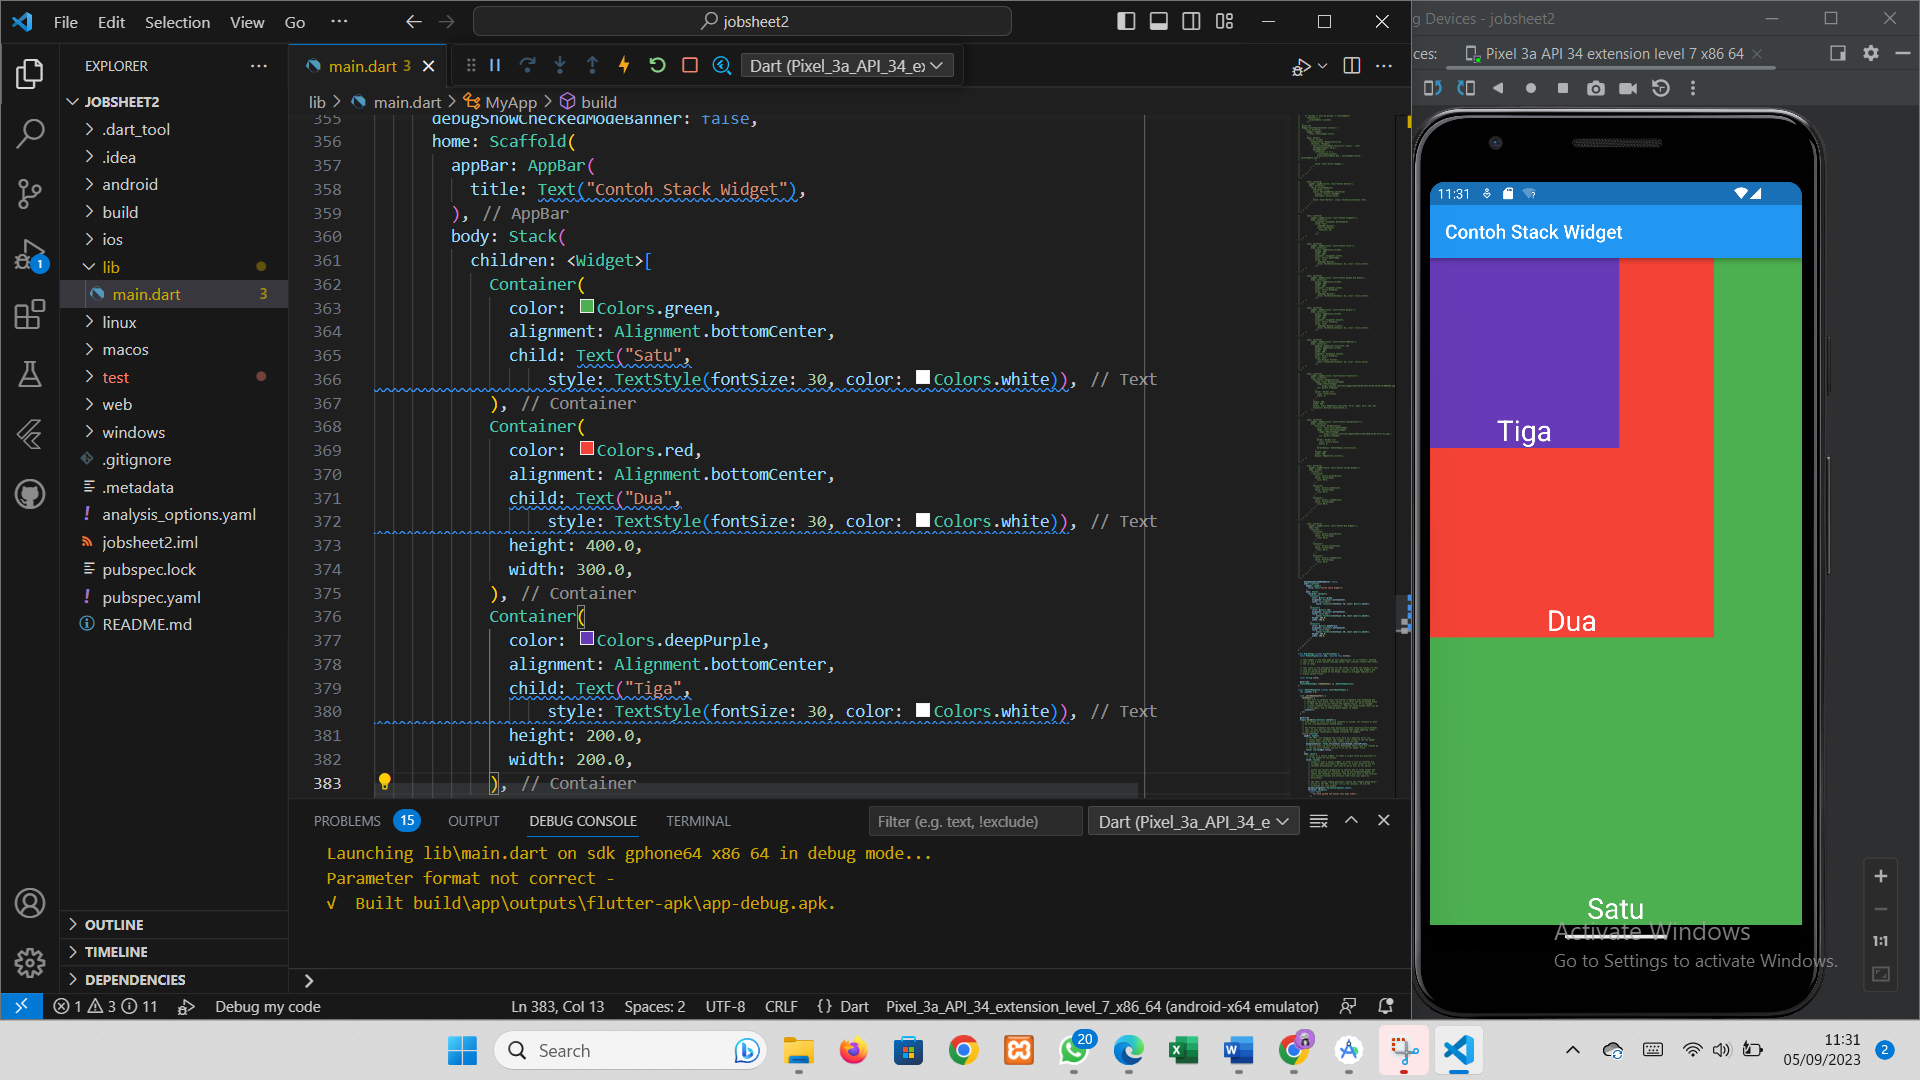 File Edit Selection View Go ··· jobsheet2
g Devices - jobsheet2
EXPLORER
main.dart 3
Dart (Pixel_3a_API_34_e
ces: Pixel 3a API 34 extension level 7 x86 64
JOBSHEET2
.dart_tool
.idea
android
build
ios
lib
main.dart 3
linux
macos
test
web
windows
.gitignore
.metadata
analysis_options.yaml
jobsheet2.iml
pubspec.lock
pubspec.yaml
README.md
OUTLINE
TIMELINE
DEPENDENCIES
1
lib > main.dart > MyApp > build
355 debugShowCheckedModeBanner: false,
356 home: Scaffold(
357 appBar: AppBar(
358 title: Text("Contoh Stack Widget"),
359 ), // AppBar
360 body: Stack(
361 children: <Widget>[
362 Container(
363 color: Colors.green,
364 alignment: Alignment.bottomCenter,
365 child: Text("Satu",
366 style: TextStyle(fontSize: 30, color: Colors.white)), // Text
367 ), // Container
368 Container(
369 color: Colors.red,
370 alignment: Alignment.bottomCenter,
371 child: Text("Dua",
372 style: TextStyle(fontSize: 30, color: Colors.white)), // Text
373 height: 400.0,
374 width: 300.0,
375 ), // Container
376 Container(
377 color: Colors.deepPurple,
378 alignment: Alignment.bottomCenter,
379 child: Text("Tiga",
380 style: TextStyle(fontSize: 30, color: Colors.white)), // Text
381 height: 200.0,
382 width: 200.0,
383 ), // Container
PROBLEMS 15 OUTPUT DEBUG CONSOLE TERMINAL
Filter (e.g. text, !exclude)
Dart (Pixel_3a_API_34_e
Launching lib\main.dart on sdk gphone64 x86 64 in debug mode...
Parameter format not correct -
√ Built build\app\outputs\flutter-apk\app-debug.apk.
1 3 11 Debug my code
Ln 383, Col 13 Spaces: 2 UTF-8 CRLF {} Dart Pixel_3a_API_34_extension_level_7_x86_64 (android-x64 emulator)
11:31
Contoh Stack Widget
Tiga
Dua
Satu
Activate Windows
Go to Settings to activate Windows.
1:1
Search
20
11:31
05/09/2023
2